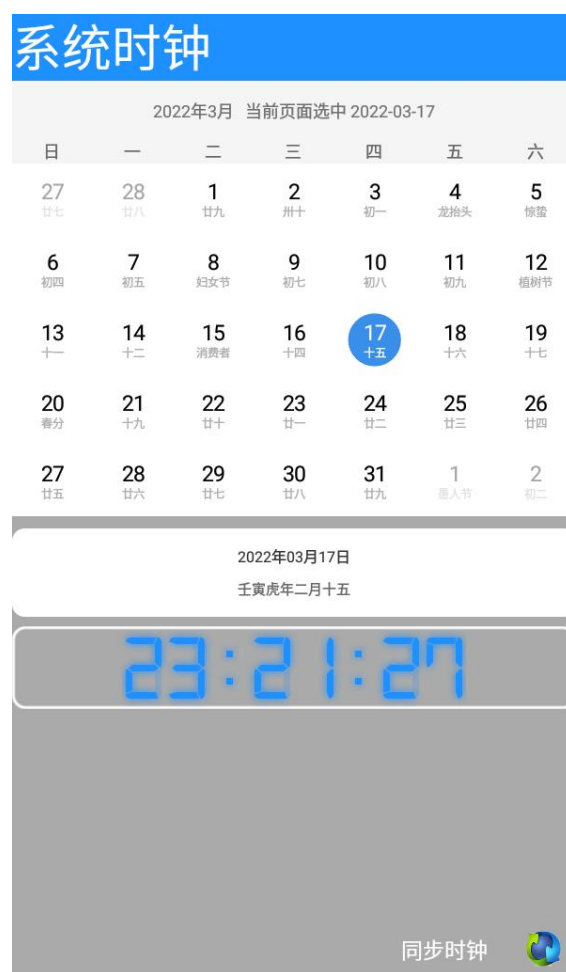 系统时钟
2022年3月 当前页面选中 2022-03-17
日 一 二 三 四 五 六
27 28 1 2 3 4 5
廿七 廿八 廿九 卅十 初一 龙抬头 惊蛰
6 7 8 9 10 11 12
初四 初五 妇女节 初七 初八 初九 植树节
13 14 15 16 17 18 19
十一 十二 消费者 十四 十五 十六 十七
20 21 22 23 24 25 26
春分 十九 廿十 廿一 廿二 廿三 廿四
27 28 29 30 31 1 2
廿五 廿六 廿七 廿八 廿九 愚人节 初二
2022年03月17日
壬寅虎年二月十五
23:21:27
同步时钟